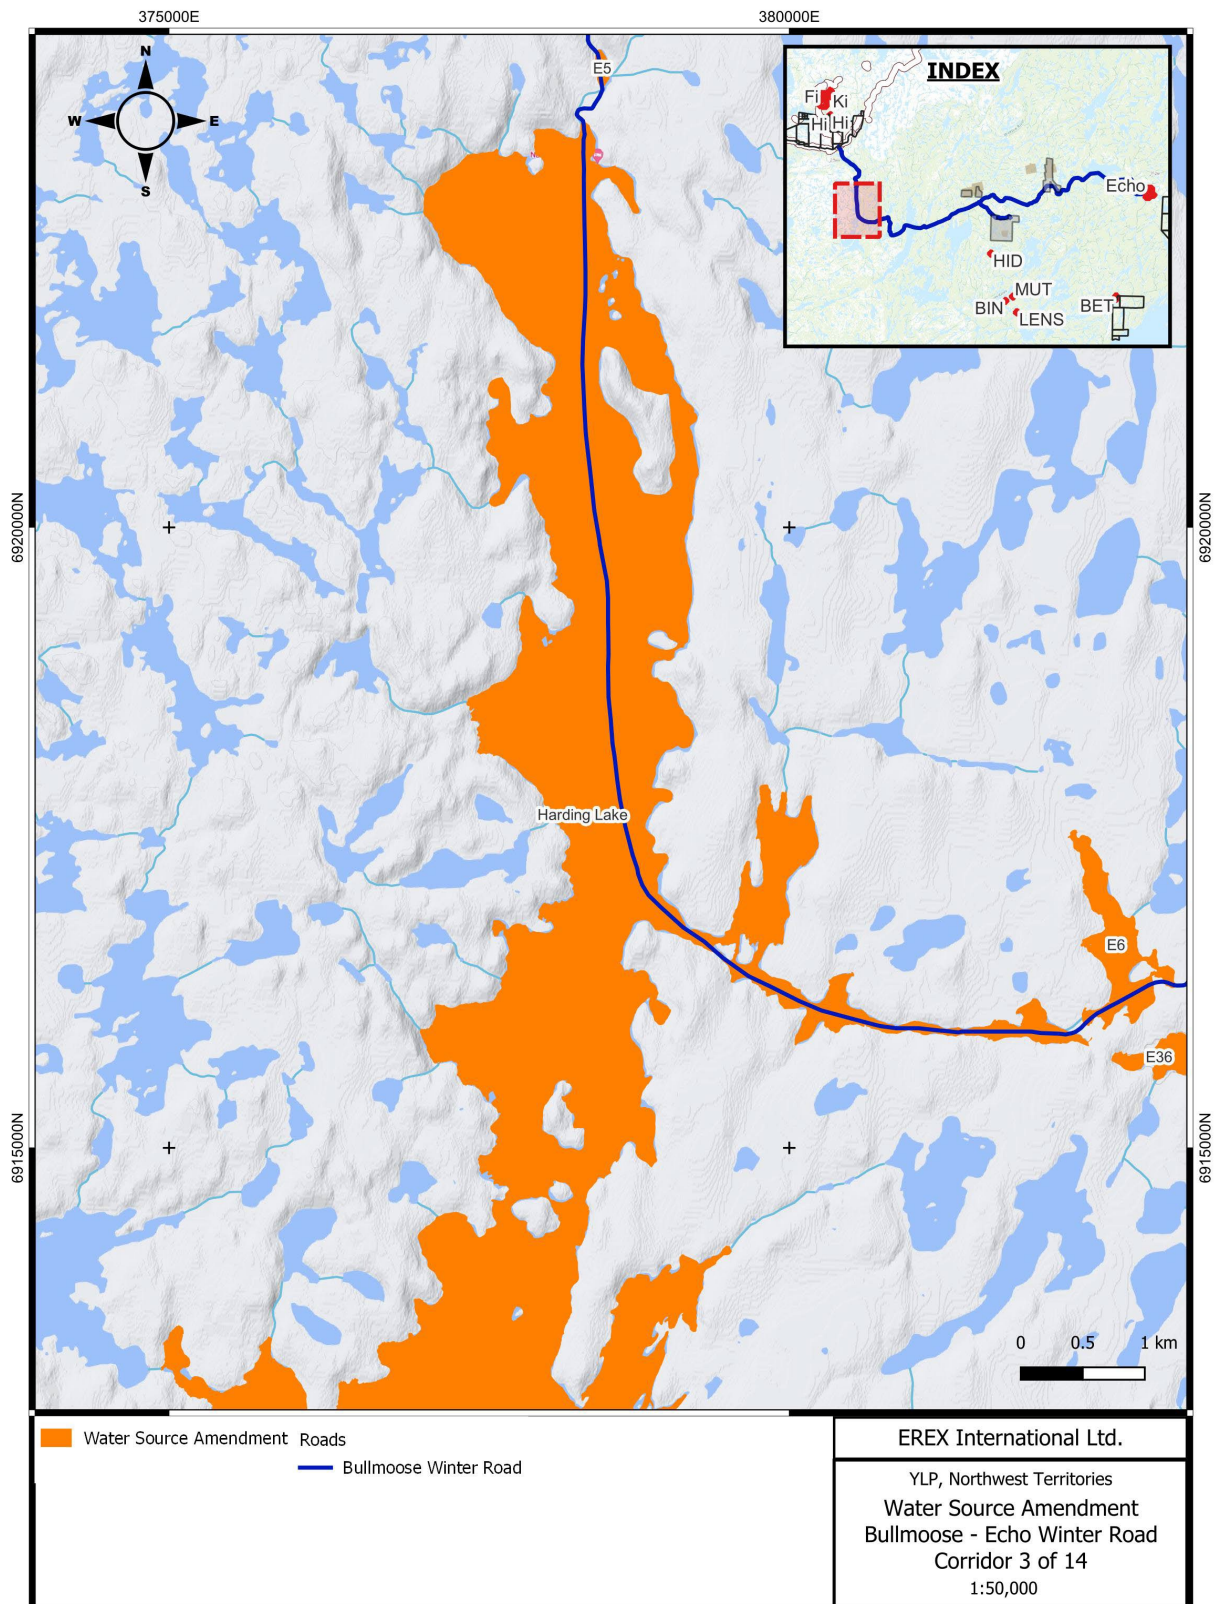 375000E 380000E
N
W E
S
E5
INDEX
Fi Ki
Hi Hi
Echo
HID
MUT
BIN
BET
LENS
6920000N 6920000N
Harding Lake
E6
E36
6915000N 6915000N
0 0.5 1 km
Water Source Amendment Roads
Bullmoose Winter Road
EREX International Ltd.
YLP, Northwest Territories
Water Source Amendment
Bullmoose - Echo Winter Road
Corridor 3 of 14
1:50,000